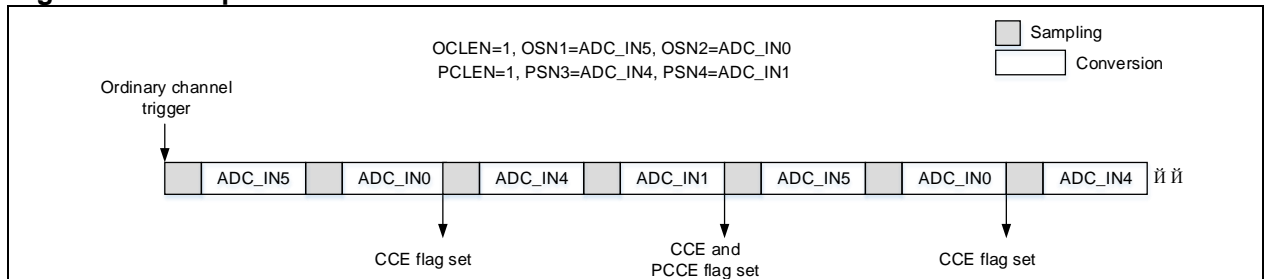 OCLEN=1, OSN1=ADC_IN5, OSN2=ADC_IN0
PCLEN=1, PSN3=ADC_IN4, PSN4=ADC_IN1
Sampling
Conversion
Ordinary channel
trigger
ADC_IN5 ADC_IN0 ADC_IN4 ADC_IN1 ADC_IN5 ADC_IN0 ADC_IN4 Й Й
CCE flag set
CCE and
PCCE flag set
CCE flag set